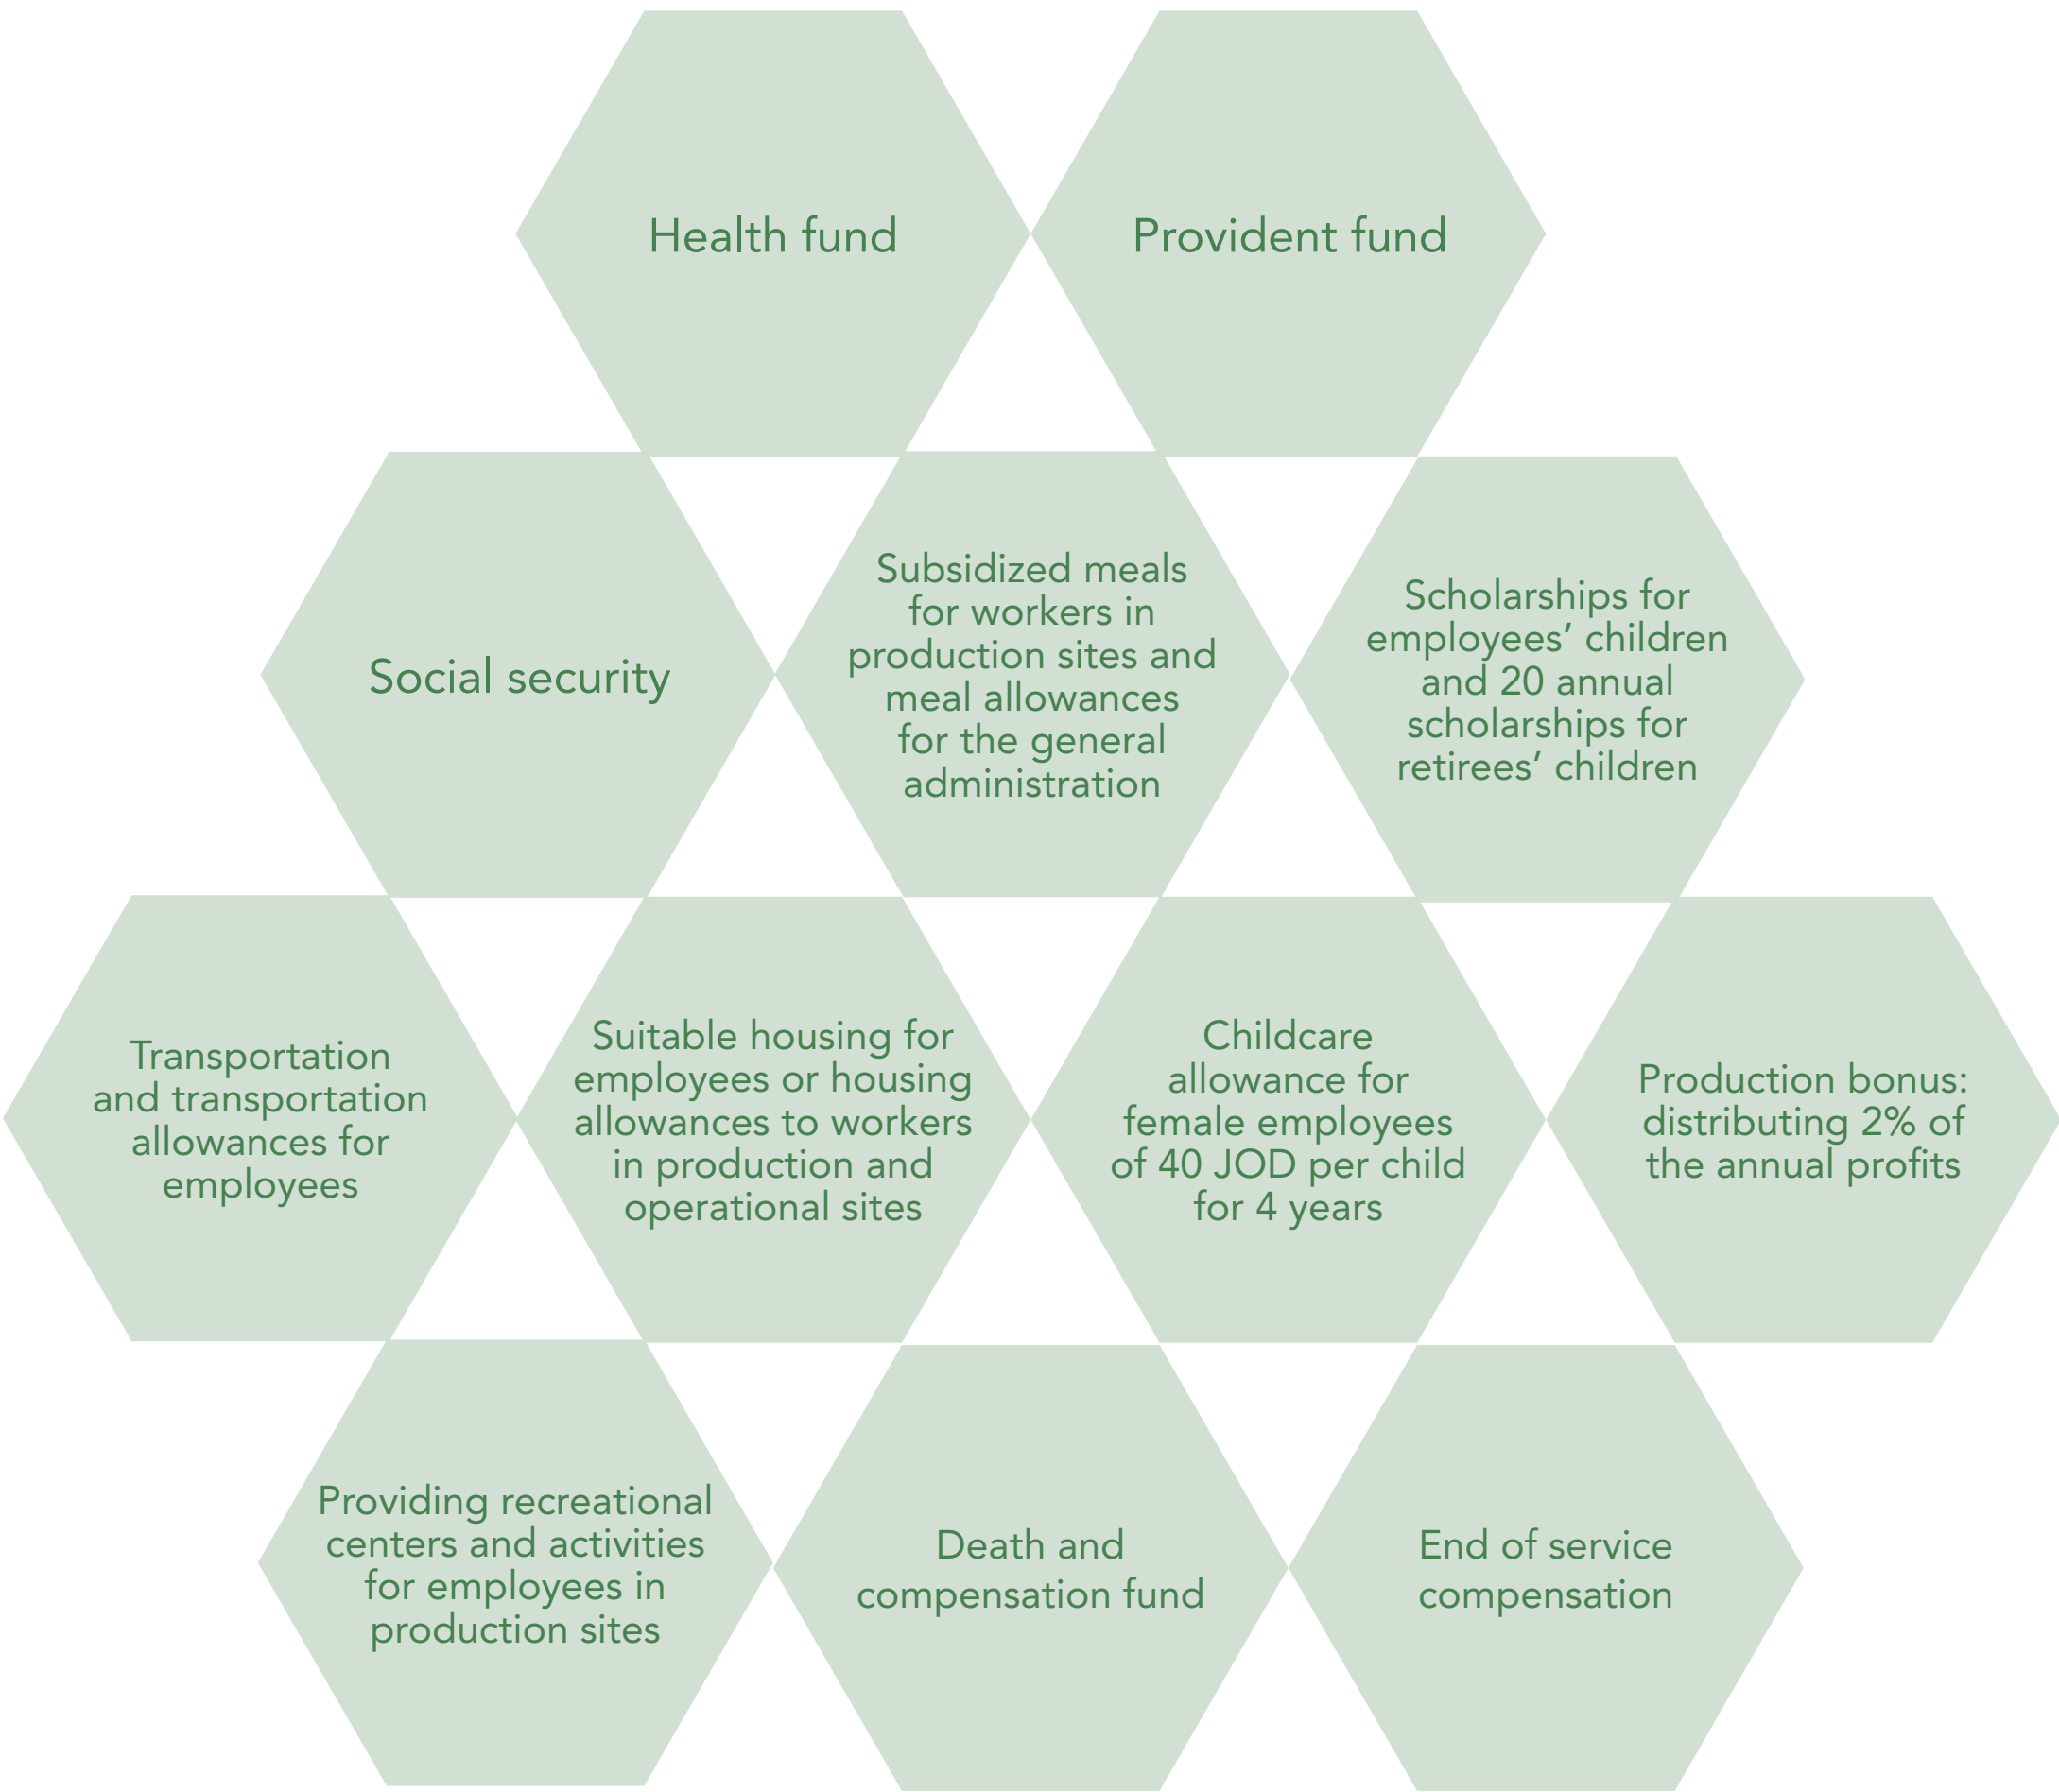 Health fund
Provident fund
Social security
Subsidized meals
for workers in
production sites and
meal allowances
for the general
administration
Scholarships for
employees’ children
and 20 annual
scholarships for
retirees’ children
Transportation
and transportation
allowances for
employees
Suitable housing for
employees or housing
allowances to workers
in production and
operational sites
Childcare
allowance for
female employees
of 40 JOD per child
for 4 years
Production bonus:
distributing 2% of
the annual profits
Providing recreational
centers and activities
for employees in
production sites
Death and
compensation fund
End of service
compensation